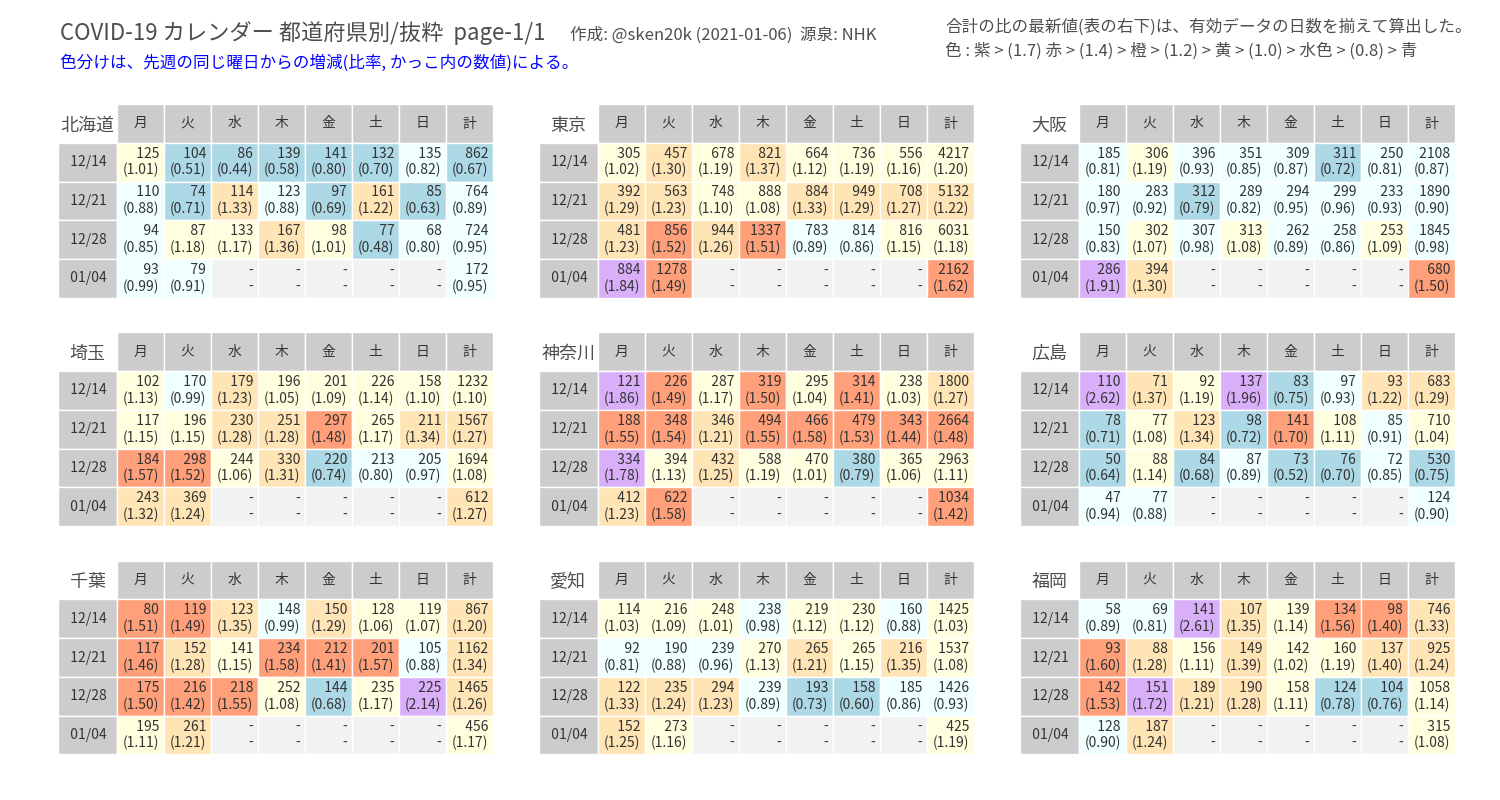 COVID-19 カレンダー 都道府県別/抜粋 page-1/1 作成: @sken20k (2021-01-06) 源泉: NHK
合計の比の最新値(表の右下)は、有効データの日数を揃えて算出した。
色分けは、先週の同じ曜日からの増減(比率, かっこ内の数値)による。
色 : 紫 > (1.7) 赤 > (1.4) > 橙 > (1.2) > 黄 > (1.0) > 水色 > (0.8) > 青
北海道 月 火 水 木 金 土 日 計
12/14 125 104 86 139 141 132 135 862
(1.01) (0.51) (0.44) (0.58) (0.80) (0.70) (0.82) (0.67)
12/21 110 74 114 123 97 161 85 764
(0.88) (0.71) (1.33) (0.88) (0.69) (1.22) (0.63) (0.89)
12/28 94 87 133 167 98 77 68 724
(0.85) (1.18) (1.17) (1.36) (1.01) (0.48) (0.80) (0.95)
01/04 93 79 - - - - - 172
(0.99) (0.91) - - - - - (0.95)
東京 月 火 水 木 金 土 日 計
12/14 305 457 678 821 664 736 556 4217
(1.02) (1.30) (1.19) (1.37) (1.12) (1.19) (1.16) (1.20)
12/21 392 563 748 888 884 949 708 5132
(1.29) (1.23) (1.10) (1.08) (1.33) (1.29) (1.27) (1.22)
12/28 481 856 944 1337 783 814 816 6031
(1.23) (1.52) (1.26) (1.51) (0.89) (0.86) (1.15) (1.18)
01/04 884 1278 - - - - - 2162
(1.84) (1.49) - - - - - (1.62)
大阪 月 火 水 木 金 土 日 計
12/14 185 306 396 351 309 311 250 2108
(0.81) (1.19) (0.93) (0.85) (0.87) (0.72) (0.81) (0.87)
12/21 180 283 312 289 294 299 233 1890
(0.97) (0.92) (0.79) (0.82) (0.95) (0.96) (0.93) (0.90)
12/28 150 302 307 313 262 258 253 1845
(0.83) (1.07) (0.98) (1.08) (0.89) (0.86) (1.09) (0.98)
01/04 286 394 - - - - - 680
(1.91) (1.30) - - - - - (1.50)
埼玉 月 火 水 木 金 土 日 計
12/14 102 170 179 196 201 226 158 1232
(1.13) (0.99) (1.23) (1.05) (1.09) (1.14) (1.10) (1.10)
12/21 117 196 230 251 297 265 211 1567
(1.15) (1.15) (1.28) (1.28) (1.48) (1.17) (1.34) (1.27)
12/28 184 298 244 330 220 213 205 1694
(1.57) (1.52) (1.06) (1.31) (0.74) (0.80) (0.97) (1.08)
01/04 243 369 - - - - - 612
(1.32) (1.24) - - - - - (1.27)
神奈川 月 火 水 木 金 土 日 計
12/14 121 226 287 319 295 314 238 1800
(1.86) (1.49) (1.17) (1.50) (1.04) (1.41) (1.03) (1.27)
12/21 188 348 346 494 466 479 343 2664
(1.55) (1.54) (1.21) (1.55) (1.58) (1.53) (1.44) (1.48)
12/28 334 394 432 588 470 380 365 2963
(1.78) (1.13) (1.25) (1.19) (1.01) (0.79) (1.06) (1.11)
01/04 412 622 - - - - - 1034
(1.23) (1.58) - - - - - (1.42)
広島 月 火 水 木 金 土 日 計
12/14 110 71 92 137 83 97 93 683
(2.62) (1.37) (1.19) (1.96) (0.75) (0.93) (1.22) (1.29)
12/21 78 77 123 98 141 108 85 710
(0.71) (1.08) (1.34) (0.72) (1.70) (1.11) (0.91) (1.04)
12/28 50 88 84 87 73 76 72 530
(0.64) (1.14) (0.68) (0.89) (0.52) (0.70) (0.85) (0.75)
01/04 47 77 - - - - - 124
(0.94) (0.88) - - - - - (0.90)
千葉 月 火 水 木 金 土 日 計
12/14 80 119 123 148 150 128 119 867
(1.51) (1.49) (1.35) (0.99) (1.29) (1.06) (1.07) (1.20)
12/21 117 152 141 234 212 201 105 1162
(1.46) (1.28) (1.15) (1.58) (1.41) (1.57) (0.88) (1.34)
12/28 175 216 218 252 144 235 225 1465
(1.50) (1.42) (1.55) (1.08) (0.68) (1.17) (2.14) (1.26)
01/04 195 261 - - - - - 456
(1.11) (1.21) - - - - - (1.17)
愛知 月 火 水 木 金 土 日 計
12/14 114 216 248 238 219 230 160 1425
(1.03) (1.09) (1.01) (0.98) (1.12) (1.12) (0.88) (1.03)
12/21 92 190 239 270 265 265 216 1537
(0.81) (0.88) (0.96) (1.13) (1.21) (1.15) (1.35) (1.08)
12/28 122 235 294 239 193 158 185 1426
(1.33) (1.24) (1.23) (0.89) (0.73) (0.60) (0.86) (0.93)
01/04 152 273 - - - - - 425
(1.25) (1.16) - - - - - (1.19)
福岡 月 火 水 木 金 土 日 計
12/14 58 69 141 107 139 134 98 746
(0.89) (0.81) (2.61) (1.35) (1.14) (1.56) (1.40) (1.33)
12/21 93 88 156 149 142 160 137 925
(1.60) (1.28) (1.11) (1.39) (1.02) (1.19) (1.40) (1.24)
12/28 142 151 189 190 158 124 104 1058
(1.53) (1.72) (1.21) (1.28) (1.11) (0.78) (0.76) (1.14)
01/04 128 187 - - - - - 315
(0.90) (1.24) - - - - - (1.08)